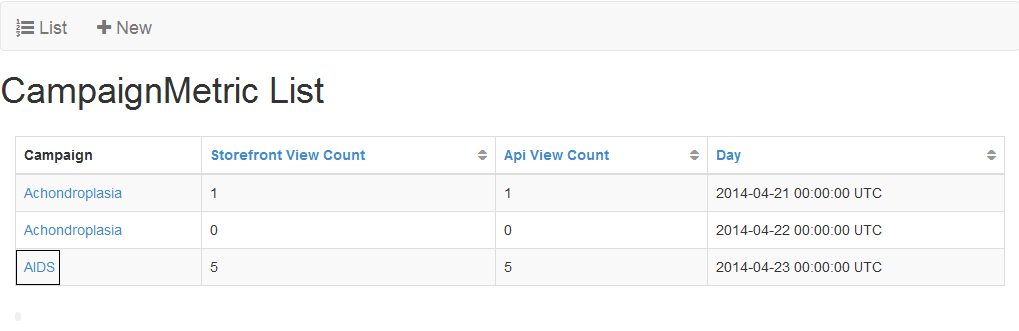 List New
CampaignMetric List
Campaign Storefront View Count Api View Count Day
Achondroplasia 1 1 2014-04-21 00:00:00 UTC
Achondroplasia 0 0 2014-04-22 00:00:00 UTC
AIDS 5 5 2014-04-23 00:00:00 UTC